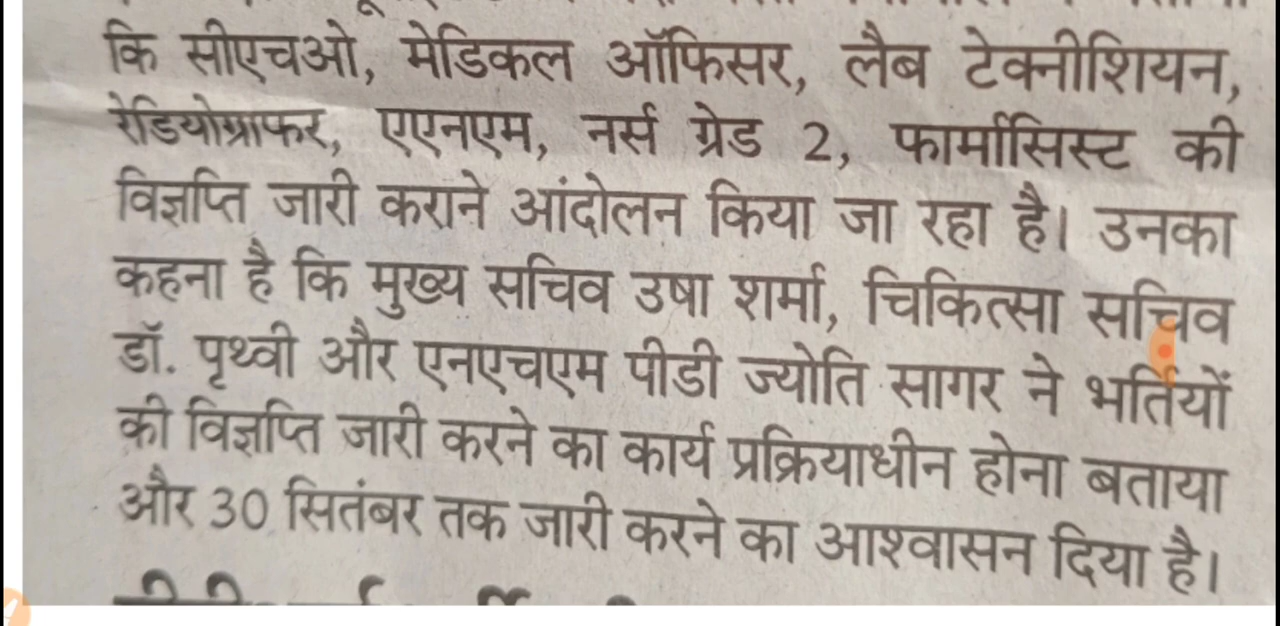 कि सीएचओ, मेडिकल ऑफिसर, लैब टेक्नीशियन,
रेडियोग्राफर, एएनएम, नर्स ग्रेड 2, फार्मासिस्ट की
विज्ञप्ति जारी कराने आंदोलन किया जा रहा है। उनका
कहना है कि मुख्य सचिव उषा शर्मा, चिकित्सा सचिव
डॉ. पृथ्वी और एनएचएम पीडी ज्योति सागर ने भर्तियों
की विज्ञप्ति जारी करने का कार्य प्रक्रियाधीन होना बताया
और 30 सितंबर तक जारी करने का आश्वासन दिया है।